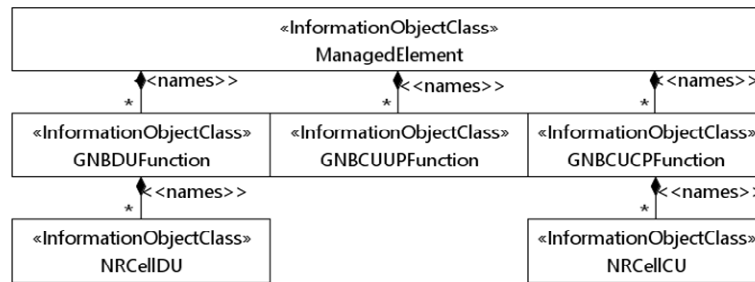 «InformationObjectClass»
ManagedElement
<<names>>
<<names>>
<<names>>
*
*
*
«InformationObjectClass»
GNBDUFunction
«InformationObjectClass»
GNBCUUPFunction
«InformationObjectClass»
GNBCUCPFunction
<<names>>
<<names>>
*
*
«InformationObjectClass»
NRCellDU
«InformationObjectClass»
NRCellCU